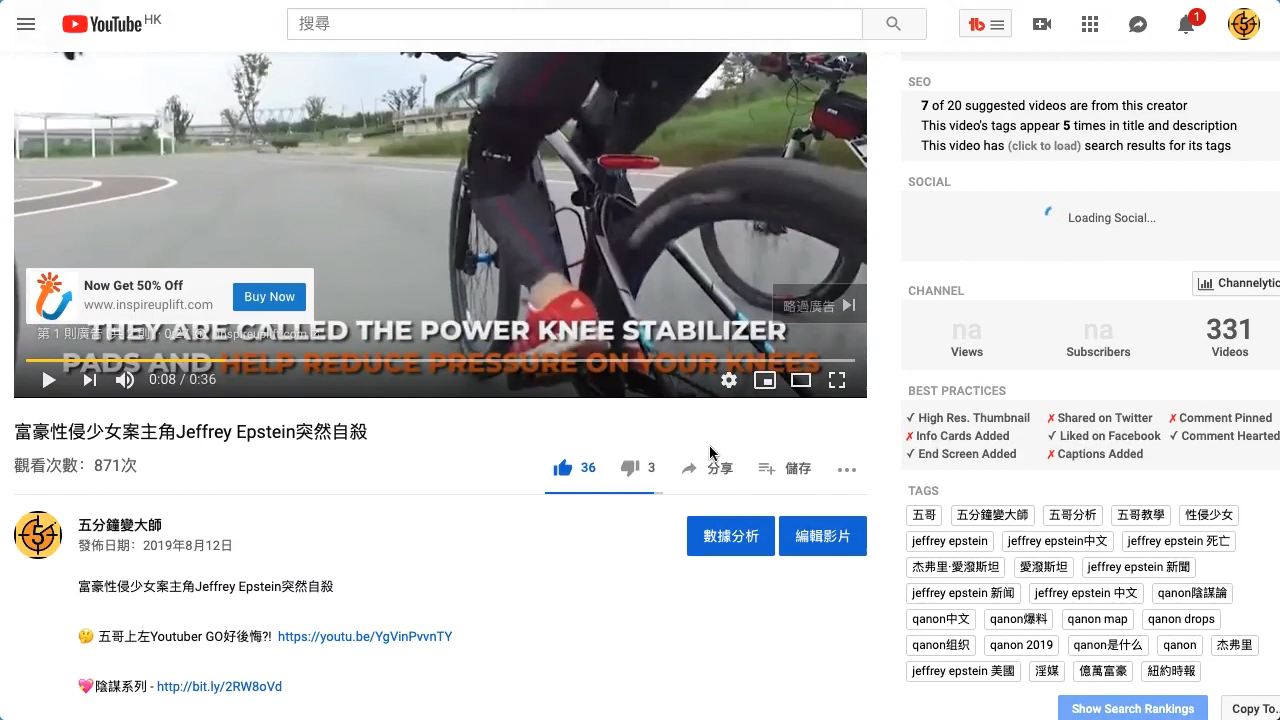 YouTube HK
搜尋
1
SEO
7 of 20 suggested videos are from this creator
This video's tags appear 5 times in title and description
This video has (click to load) search results for its tags
SOCIAL
Loading Social...
CHANNEL
na
Views
na
Subscribers
331
Videos
BEST PRACTICES
✓ High Res. Thumbnail
✗ Shared on Twitter
✗ Comment Pinned
✗ Info Cards Added
✓ Liked on Facebook
✓ Comment Hearted
✓ End Screen Added
✗ Captions Added
TAGS
五哥
五分鐘變大師
五哥分析
五哥教學
性侵少女
jeffrey epstein
jeffrey epstein中文
jeffrey epstein 死亡
杰弗里·愛潑斯坦
愛潑斯坦
jeffrey epstein 新聞
jeffrey epstein 新闻
jeffrey epstein 中文
qanon陰謀論
qanon中文
qanon爆料
qanon map
qanon drops
qanon组织
qanon 2019
qanon是什么
qanon
杰弗里
jeffrey epstein 美國
淫媒
億萬富豪
紐約時報
Show Search Rankings
Copy To..
Now Get 50% Off
www.inspireuplift.com
Buy Now
略過廣告
THE POWER KNEE STABILIZER
PADS AND HELP REDUCE PRESSURE ON YOUR KNEES
0:08 / 0:36
富豪性侵少女案主角Jeffrey Epstein突然自殺
觀看次數：871次
36
3
分享
儲存
五分鐘變大師
發佈日期：2019年8月12日
數據分析
編輯影片
富豪性侵少女案主角Jeffrey Epstein突然自殺
🤔 五哥上左Youtuber GO好後悔?! https://youtu.be/YgVinPvvnTY
💖陰謀系列 - http://bit.ly/2RW8oVd